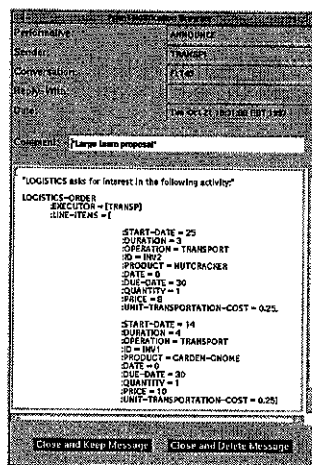 Performative:
ANNOUNCE
Sender:
TRANSP1
Conversation:
Reply-With:
Date:
Comment:
"Large team proposal"
"LOGISTICS asks for interest in the following activity:"
LOGISTICS-ORDER
:EXECUTOR = [TRANSP]
:LINE-ITEMS = [
:START-DATE = 25
:DURATION = 3
:OPERATION = TRANSPORT
:ID = INV2
:PRODUCT = NUTCRACKER
:DATE = 0
:DUE-DATE = 30
:QUANTITY = 1
:PRICE = 8
:UNIT-TRANSPORTATION-COST = 0.25,
:START-DATE = 14
:DURATION = 4
:OPERATION = TRANSPORT
:ID = INV1
:PRODUCT = GARDEN-GNOME
:DATE = 0
:DUE-DATE = 30
:QUANTITY = 1
:PRICE = 10
:UNIT-TRANSPORTATION-COST = 0.25]
Close and Keep Message
Close and Delete Message